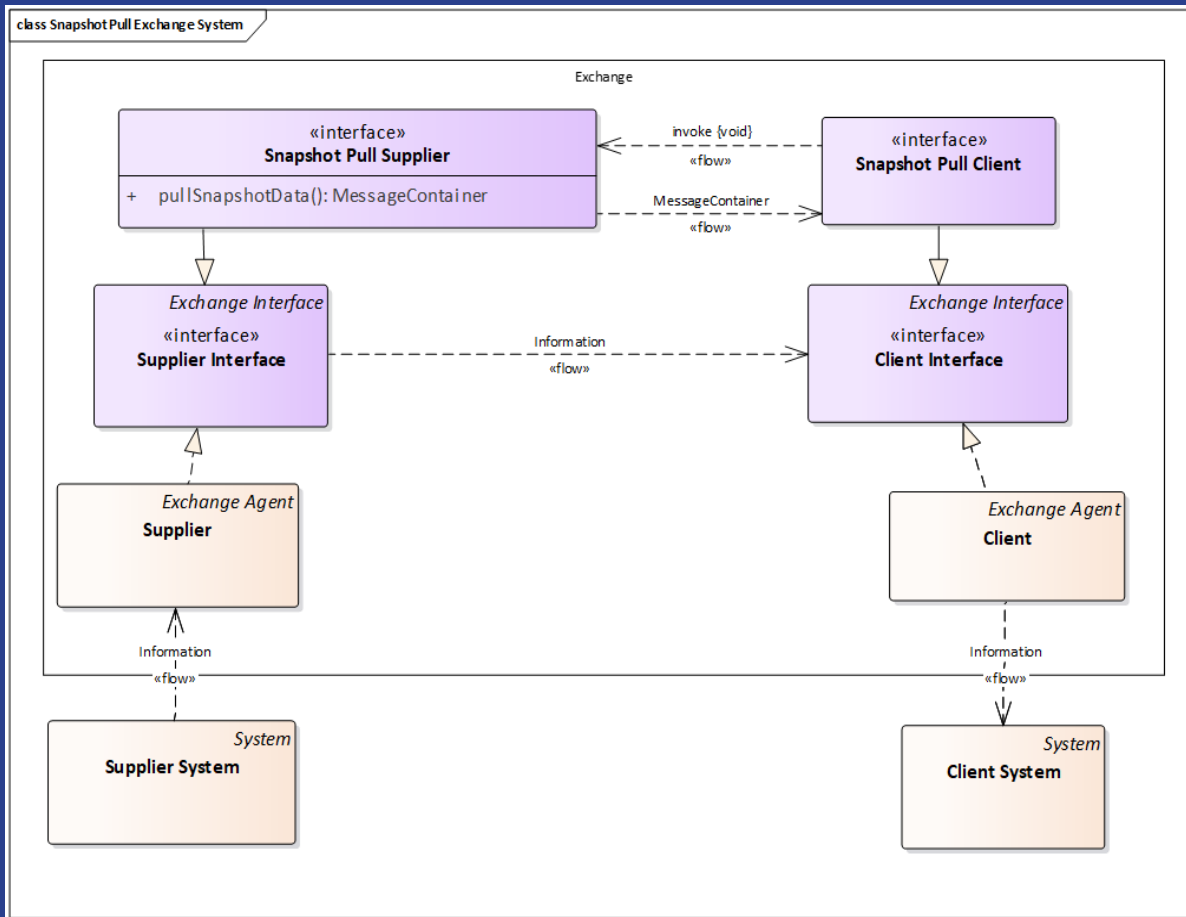 class Snapshot Pull Exchange System
Exchange
«interface»
Snapshot Pull Supplier
+ pullSnapshotData(): MessageContainer
invoke {void}
«flow»
MessageContainer
«flow»
«interface»
Snapshot Pull Client
Exchange Interface
«interface»
Supplier Interface
Information
«flow»
Exchange Interface
«interface»
Client Interface
Exchange Agent
Supplier
Exchange Agent
Client
Information
«flow»
Information
«flow»
System
Supplier System
System
Client System